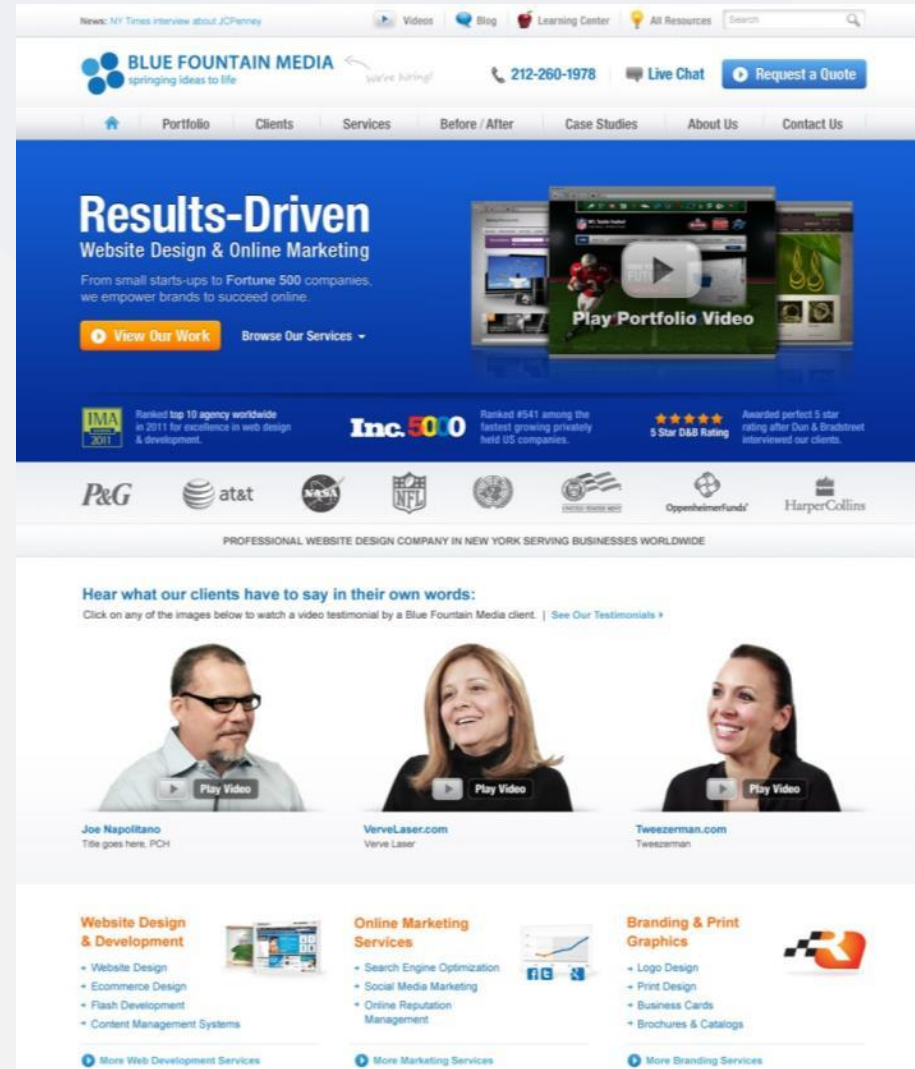 News: NY Times interview about JCPenney
Videos
Blog
Learning Center
All Resources
Search
BLUE FOUNTAIN MEDIA
springing ideas to life
we're hiring!
212-260-1978
Live Chat
Request a Quote
Portfolio
Clients
Services
Before / After
Case Studies
About Us
Contact Us
Results-Driven
Website Design & Online Marketing
From small starts-ups to Fortune 500 companies,
we empower brands to succeed online.
View Our Work
Browse Our Services
Play Portfolio Video
IMA
2011
Ranked top 10 agency worldwide
in 2011 for excellence in web design
& development.
Inc. 5000
Ranked #541 among the
fastest growing privately
held US companies.
5 Star D&B Rating
Awarded perfect 5 star
rating after Dun & Bradstreet
interviewed our clients.
P&G
at&t
NASA
NFL
OppenheimerFunds
HarperCollins
PROFESSIONAL WEBSITE DESIGN COMPANY IN NEW YORK SERVING BUSINESSES WORLDWIDE
Hear what our clients have to say in their own words:
Click on any of the images below to watch a video testimonial by a Blue Fountain Media client. | See Our Testimonials
Play Video
Play Video
Play Video
Joe Napolitano
Title goes here, PCH
VerveLaser.com
Verve Laser
Tweezerman.com
Tweezerman
Website Design
& Development
Website Design
Ecommerce Design
Flash Development
Content Management Systems
More Web Development Services
Online Marketing
Services
Search Engine Optimization
Social Media Marketing
Online Reputation
Management
More Marketing Services
Branding & Print
Graphics
Logo Design
Print Design
Business Cards
Brochures & Catalogs
More Branding Services